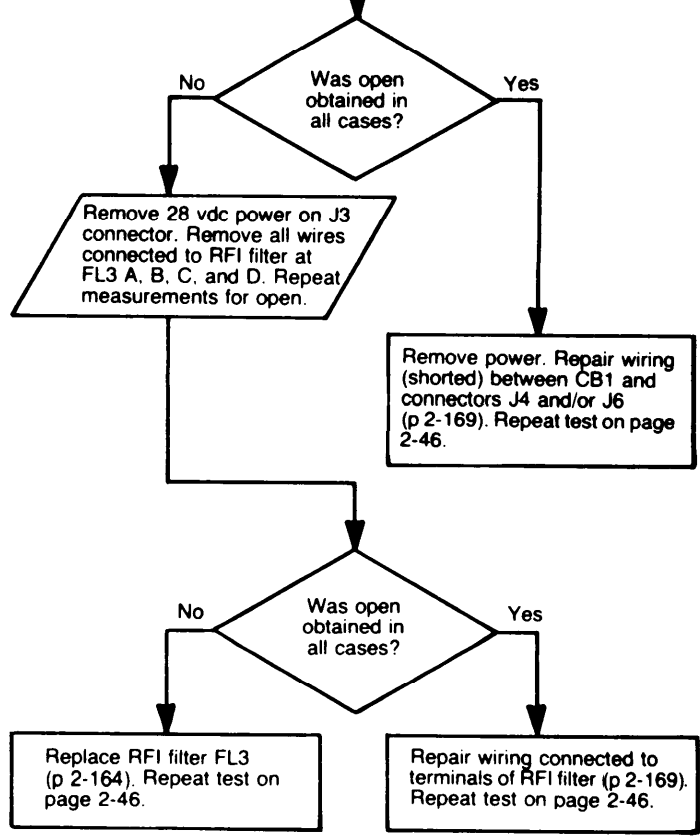 Was open
obtained in
all cases?
No
Yes
Remove 28 vdc power on J3
connector. Remove all wires
connected to RFI filter at
FL3 A, B, C, and D. Repeat
measurements for open.
Remove power. Repair wiring
(shorted) between CB1 and
connectors J4 and/or J6
(p 2-169). Repeat test on page
2-46.
Was open
obtained in
all cases?
No
Yes
Replace RFI filter FL3
(p 2-164). Repeat test on
page 2-46.
Repair wiring connected to
terminals of RFI filter (p 2-169).
Repeat test on page 2-46.